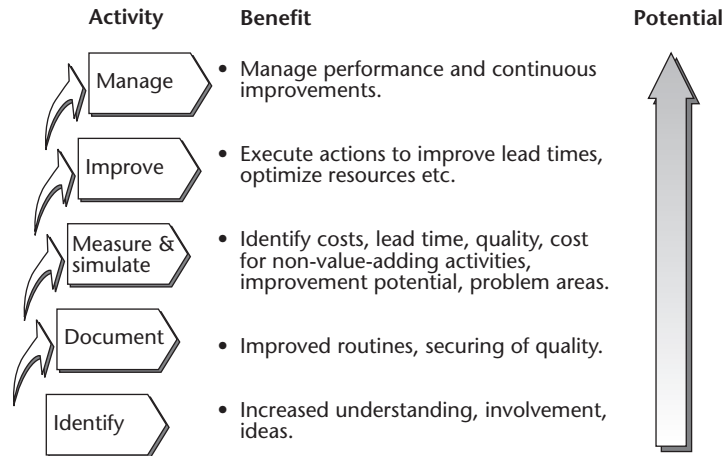 Activity Benefit Potential
Manage
• Manage performance and continuous
improvements.
Improve
• Execute actions to improve lead times,
optimize resources etc.
Measure &
simulate
• Identify costs, lead time, quality, cost
for non-value-adding activities,
improvement potential, problem areas.
Document
• Improved routines, securing of quality.
Identify
• Increased understanding, involvement,
ideas.